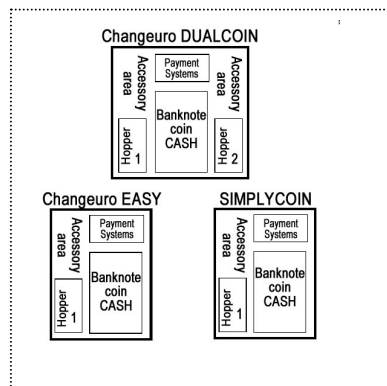 Changeuro DUALCOIN
Accessory area
Payment
Systems
Accessory area
Banknote
coin
CASH
Hopper 1
Hopper 2
Changeuro EASY
Accessory area
Payment
Systems
Banknote
coin
CASH
Hopper 1
SIMPLYCOIN
Accessory area
Payment
Systems
Banknote
coin
CASH
Hopper 1